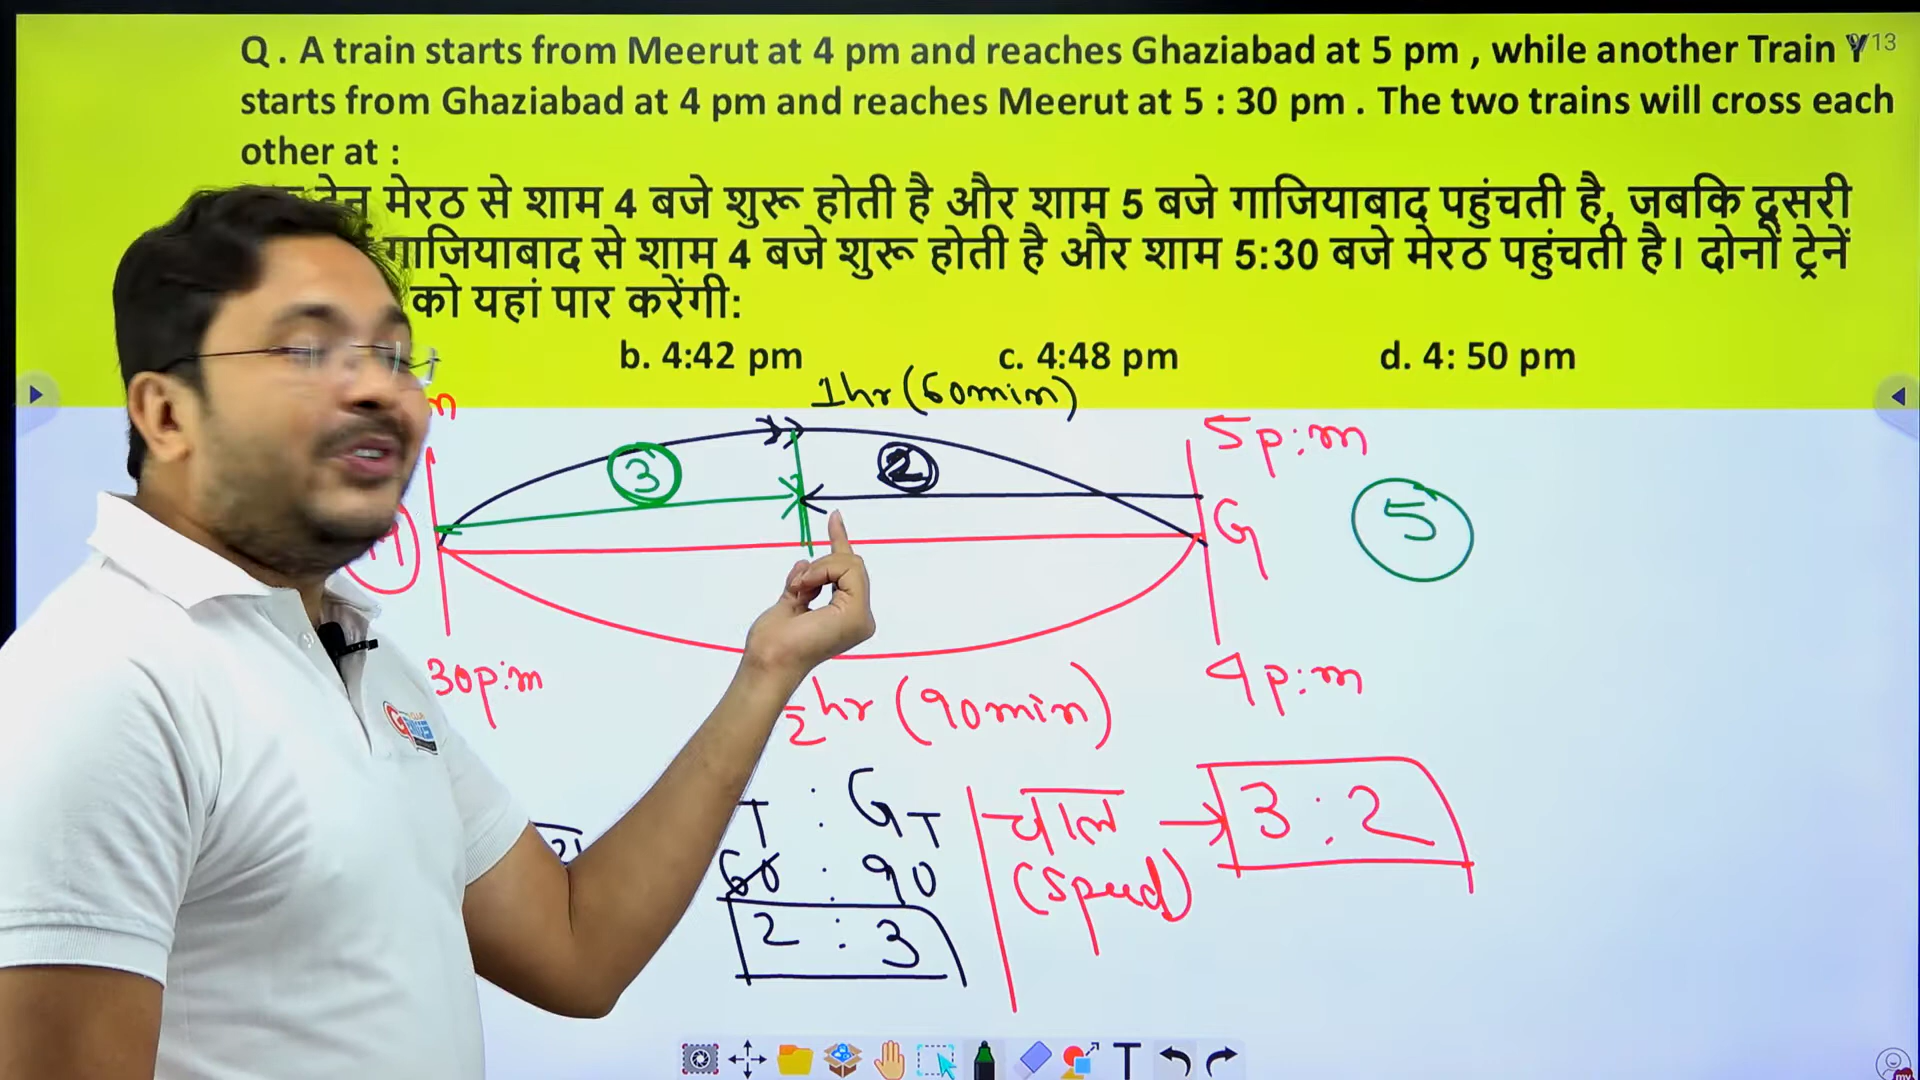 Q . A train starts from Meerut at 4 pm and reaches Ghaziabad at 5 pm , while another Train Y
9/13
starts from Ghaziabad at 4 pm and reaches Meerut at 5 : 30 pm . The two trains will cross each
other at :
ट्रेन मेरठ से शाम 4 बजे शुरू होती है और शाम 5 बजे गाजियाबाद पहुंचती है, जबकि दूसरी
गाजियाबाद से शाम 4 बजे शुरू होती है और शाम 5:30 बजे मेरठ पहुंचती है। दोनों ट्रेनें
को यहां पार करेंगी:
b. 4:42 pm c. 4:48 pm d. 4: 50 pm
1hr (60min)
5p:m
3 2
G 5
30p:m 4p:m
2 hr (90min)
T : GT
60 : 90
2 : 3
चाल → 3 : 2
(speed)
T